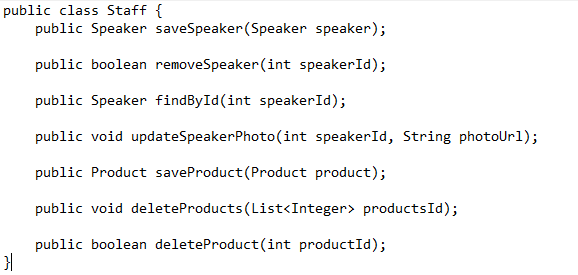 public class Staff {
public Speaker saveSpeaker(Speaker speaker);
public boolean removeSpeaker(int speakerId);
public Speaker findById(int speakerId);
public void updateSpeakerPhoto(int speakerId, String photoUrl);
public Product saveProduct(Product product);
public void deleteProducts(List<Integer> productsId);
public boolean deleteProduct(int productId);
}